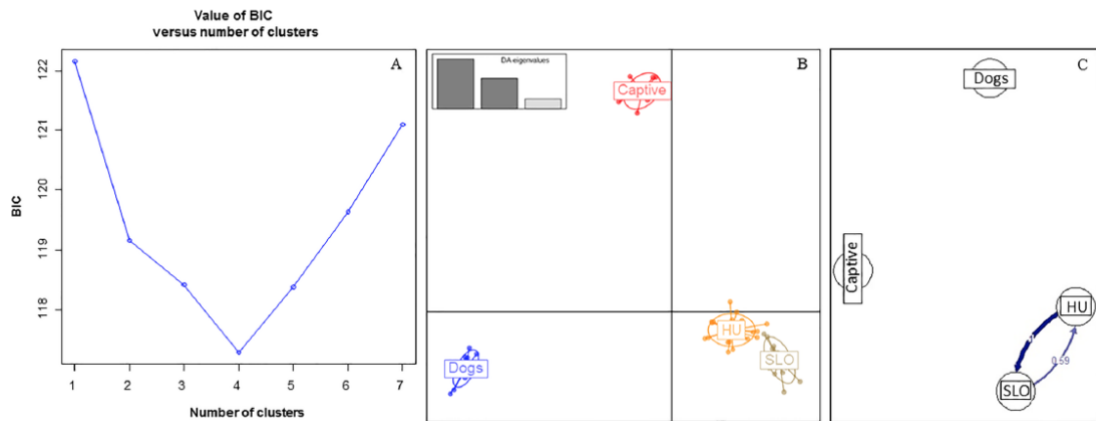 Value of BIC
versus number of clusters
A
BIC
122
121
120
119
118
1 2 3 4 5 6 7
Number of clusters
B
DA eigenvalues
Captive
HU
SLO
Dogs
C
Dogs
Captive
HU
0.59
SLO